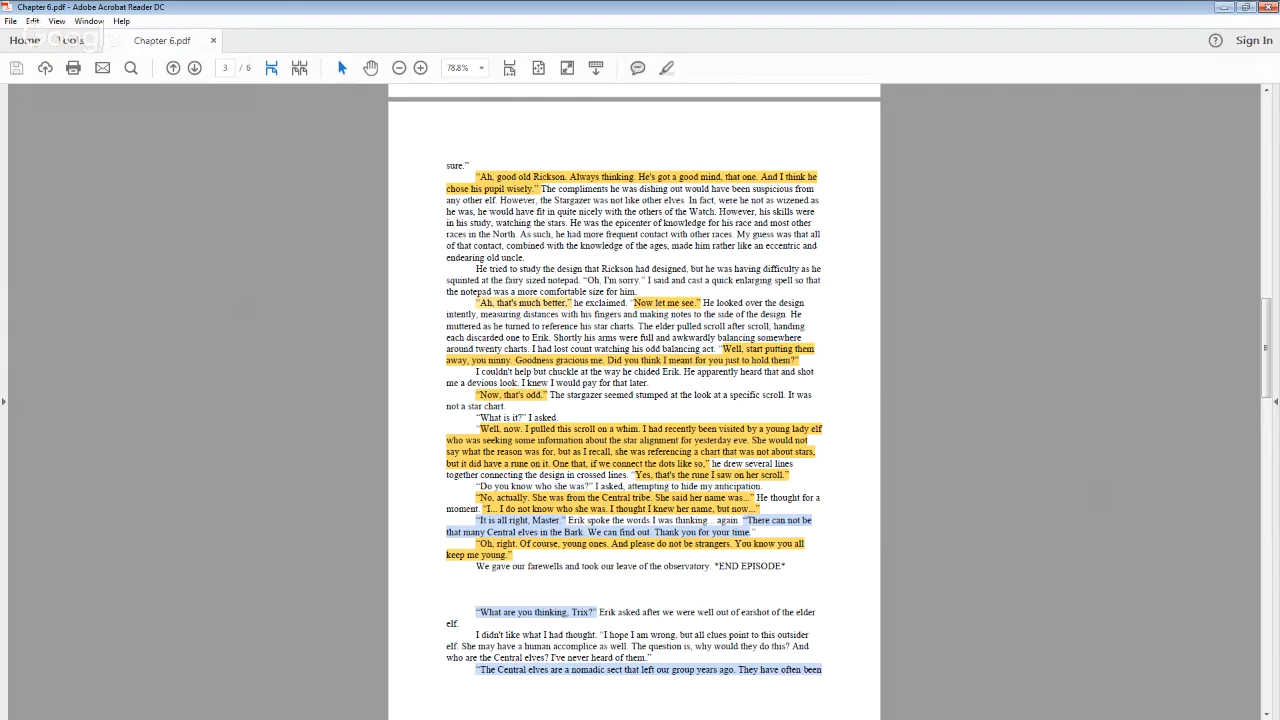 Chapter 6.pdf - Adobe Acrobat Reader DC
File Edit View Window Help
Home Tools Chapter 6.pdf × Sign In
Google
3 / 6 78.8%
sure.”
“Ah, good old Rickson. Always thinking. He's got a good mind, that one. And I think he
chose his pupil wisely.” The compliments he was dishing out would have been suspicious from
any other elf. However, the Stargazer was not like other elves. In fact, were he not as wizened as
he was, he would have fit in quite nicely with the others of the Watch. However, his skills were
in his study, watching the stars. He was the epicenter of knowledge for his race and most other
races in the North. As such, he had more frequent contact with other races. My guess was that all
of that contact, combined with the knowledge of the ages, made him rather like an eccentric and
endearing old uncle.
He tried to study the design that Rickson had designed, but he was having difficulty as he
squinted at the fairy sized notepad. “Oh, I'm sorry.” I said and cast a quick enlarging spell so that
the notepad was a more comfortable size for him.
“Ah, that's much better,” he exclaimed. “Now let me see.” He looked over the design
intently, measuring distances with his fingers and making notes to the side of the design. He
muttered as he turned to reference his star charts. The elder pulled scroll after scroll, handing
each discarded one to Erik. Shortly his arms were full and awkwardly balancing somewhere
around twenty charts. I had lost count watching his odd balancing act. “Well, start putting them
away, you ninny. Goodness gracious me. Did you think I meant for you just to hold them?”
I couldn't help but chuckle at the way he chided Erik. He apparently heard that and shot
me a devious look. I knew I would pay for that later.
“Now, that's odd.” The stargazer seemed stumped at the look at a specific scroll. It was
not a star chart.
“What is it?” I asked.
“Well, now. I pulled this scroll on a whim. I had recently been visited by a young lady elf
who was seeking some information about the star alignment for yesterday eve. She would not
say what the reason was for, but as I recall, she was referencing a chart that was not about stars,
but it did have a rune on it. One that, if we connect the dots like so,” he drew several lines
together connecting the design in crossed lines. “Yes, that's the rune I saw on her scroll.”
“Do you know who she was?” I asked, attempting to hide my anticipation.
“No, actually. She was from the Central tribe. She said her name was...” He thought for a
moment. “I... I do not know who she was. I thought I knew her name, but now...”
“It is all right, Master.” Erik spoke the words I was thinking... again. “There can not be
that many Central elves in the Bark. We can find out. Thank you for your time.”
“Oh, right. Of course, young ones. And please do not be strangers. You know you all
keep me young.”
We gave our farewells and took our leave of the observatory. *END EPISODE*
“What are you thinking, Trix?” Erik asked after we were well out of earshot of the elder
elf.
I didn't like what I had thought. “I hope I am wrong, but all clues point to this outsider
elf. She may have a human accomplice as well. The question is, why would they do this? And
who are the Central elves? I've never heard of them.”
“The Central elves are a nomadic sect that left our group years ago. They have often been